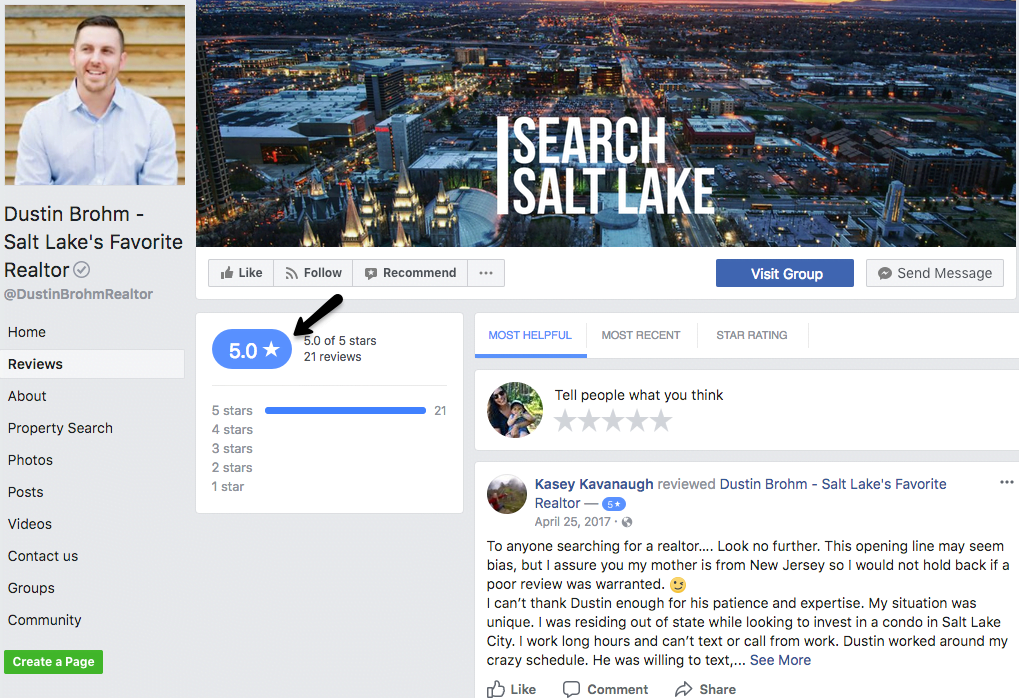 Dustin Brohm -
Salt Lake's Favorite
Realtor
@DustinBrohmRealtor
Home
Reviews
About
Property Search
Photos
Posts
Videos
Contact us
Groups
Community
Create a Page
SEARCH
SALT LAKE
Like
Follow
Recommend
...
Visit Group
Send Message
5.0 ★
5.0 of 5 stars
21 reviews
5 stars 21
4 stars
3 stars
2 stars
1 star
MOST HELPFUL
MOST RECENT
STAR RATING
Tell people what you think
Kasey Kavanaugh reviewed Dustin Brohm - Salt Lake's Favorite
Realtor — 5★
April 25, 2017 ·
To anyone searching for a realtor.... Look no further. This opening line may seem
bias, but I assure you my mother is from New Jersey so I would not hold back if a
poor review was warranted. 😉
I can't thank Dustin enough for his patience and expertise. My situation was
unique. I was residing out of state while looking to invest in a condo in Salt Lake
City. I work long hours and can't text or call from work. Dustin worked around my
crazy schedule. He was willing to text,... See More
Like
Comment
Share